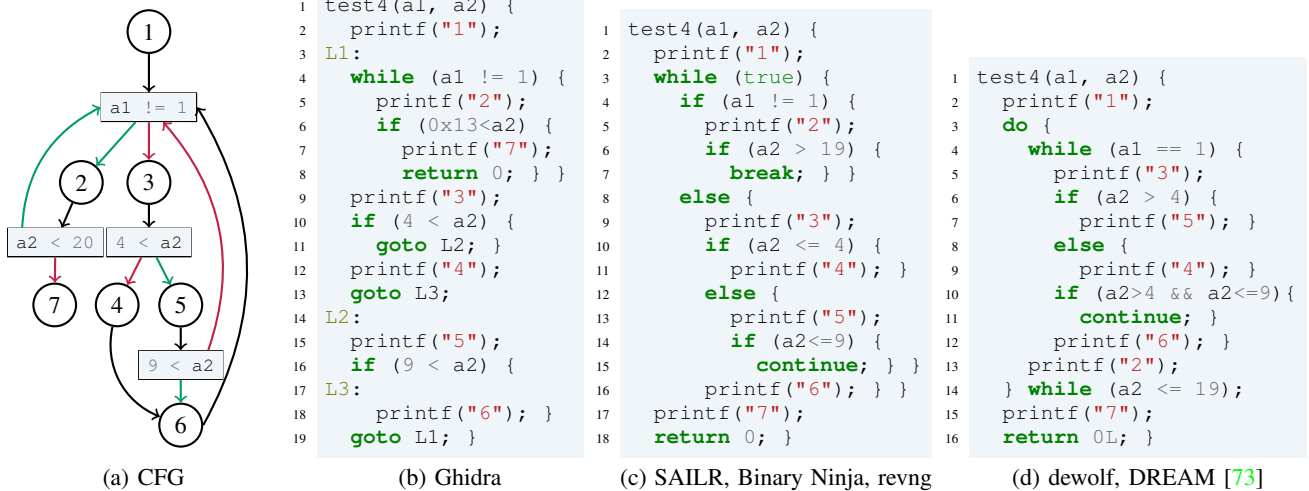 1
a1 != 1
2
3
a2 < 20
4 < a2
7
4
5
9 < a2
6
(a) CFG
1 test4(a1, a2) {
2 printf("1");
3 L1:
4 while (a1 != 1) {
5 printf("2");
6 if (0x13<a2) {
7 printf("7");
8 return 0; } }
9 printf("3");
10 if (4 < a2) {
11 goto L2; }
12 printf("4");
13 goto L3;
14 L2:
15 printf("5");
16 if (9 < a2) {
17 L3:
18 printf("6"); }
19 goto L1; }
(b) Ghidra
1 test4(a1, a2) {
2 printf("1");
3 while (true) {
4 if (a1 != 1) {
5 printf("2");
6 if (a2 > 19) {
7 break; } }
8 else {
9 printf("3");
10 if (a2 <= 4) {
11 printf("4"); }
12 else {
13 printf("5");
14 if (a2<=9) {
15 continue; } }
16 printf("6"); } }
17 printf("7");
18 return 0; }
(c) SAILR, Binary Ninja, revng
1 test4(a1, a2) {
2 printf("1");
3 do {
4 while (a1 == 1) {
5 printf("3");
6 if (a2 > 4) {
7 printf("5"); }
8 else {
9 printf("4"); }
10 if (a2>4 && a2<=9){
11 continue; }
12 printf("6"); }
13 printf("2");
14 } while (a2 <= 19);
15 printf("7");
16 return 0L; }
(d) dewolf, DREAM [73]